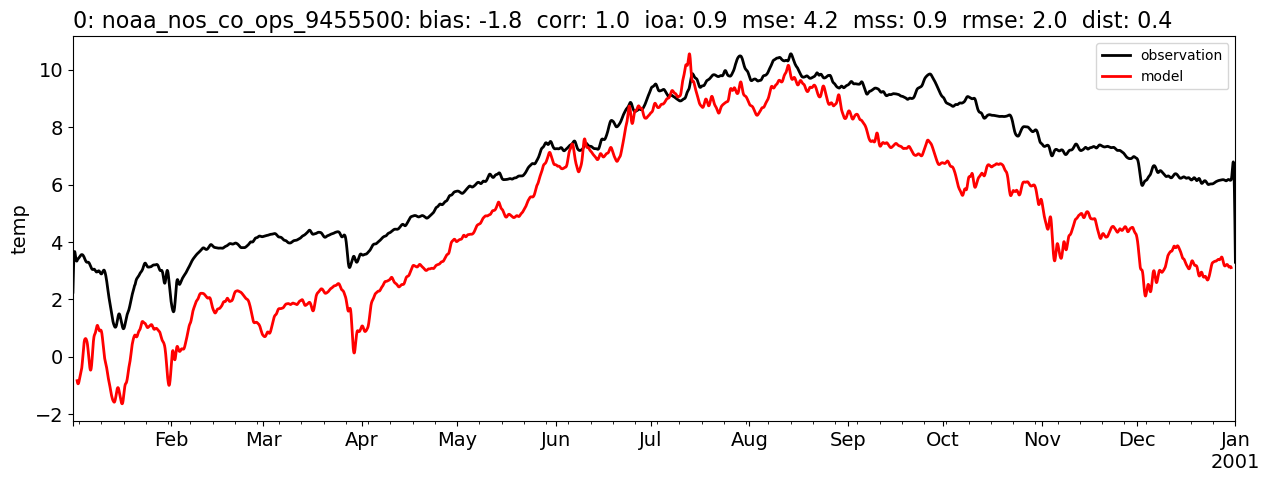 0: noaa_nos_co_ops_9455500: bias: -1.8  corr: 1.0  ioa: 0.9  mse: 4.2  mss: 0.9  rmse: 2.0  dist: 0.4
observation
model
temp
10
8
6
4
2
0
−2
Feb Mar Apr May Jun Jul Aug Sep Oct Nov Dec Jan
2001